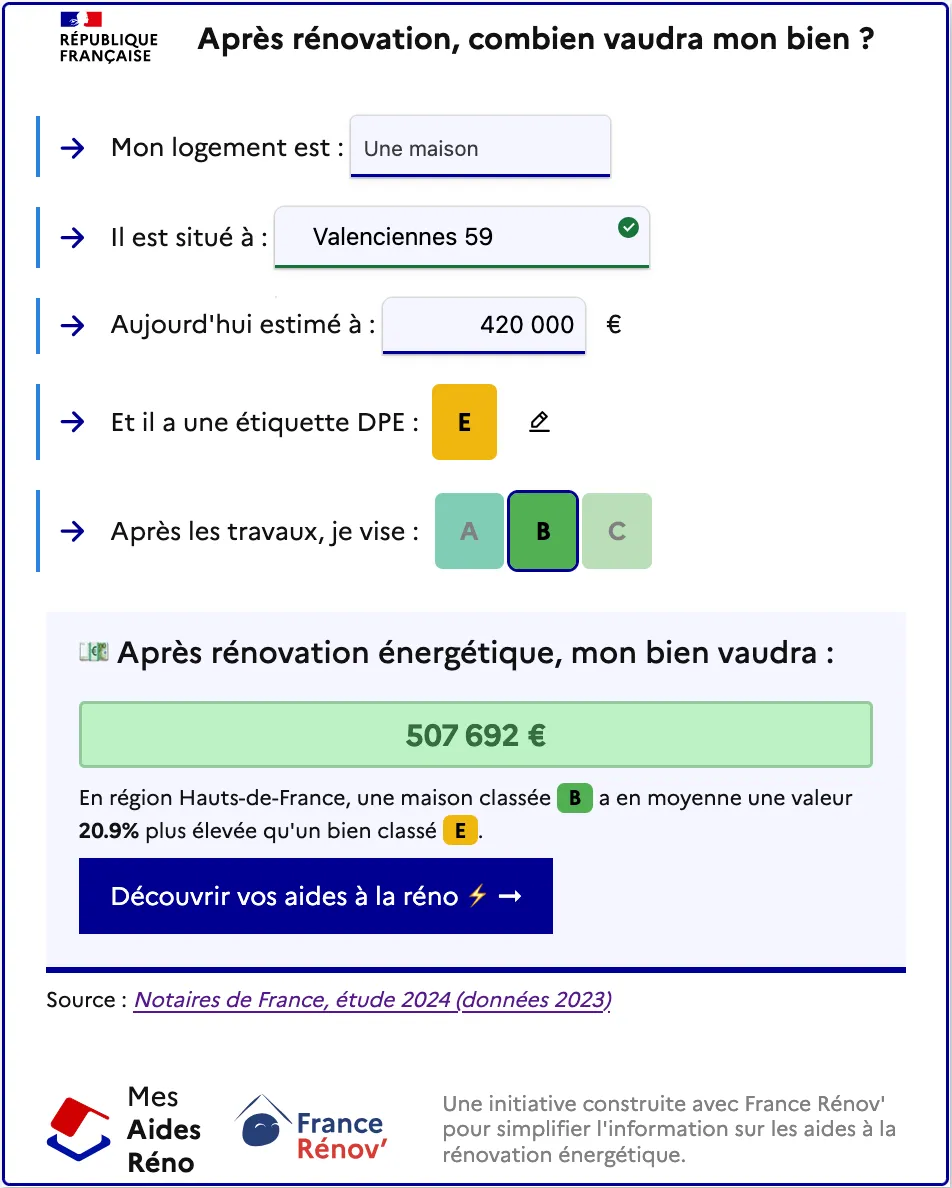 RÉPUBLIQUE
FRANÇAISE
Après rénovation, combien vaudra mon bien ?
→ Mon logement est : Une maison
→ Il est situé à : Valenciennes 59
→ Aujourd'hui estimé à : 420 000 €
→ Et il a une étiquette DPE : E
→ Après les travaux, je vise : A B C
💶 Après rénovation énergétique, mon bien vaudra :
507 692 €
En région Hauts-de-France, une maison classée B a en moyenne une valeur
20.9% plus élevée qu'un bien classé E.
Découvrir vos aides à la réno ⚡ →
Source : Notaires de France, étude 2024 (données 2023)
Mes
Aides
Réno
France
Rénov’
Une initiative construite avec France Rénov'
pour simplifier l'information sur les aides à la
rénovation énergétique.